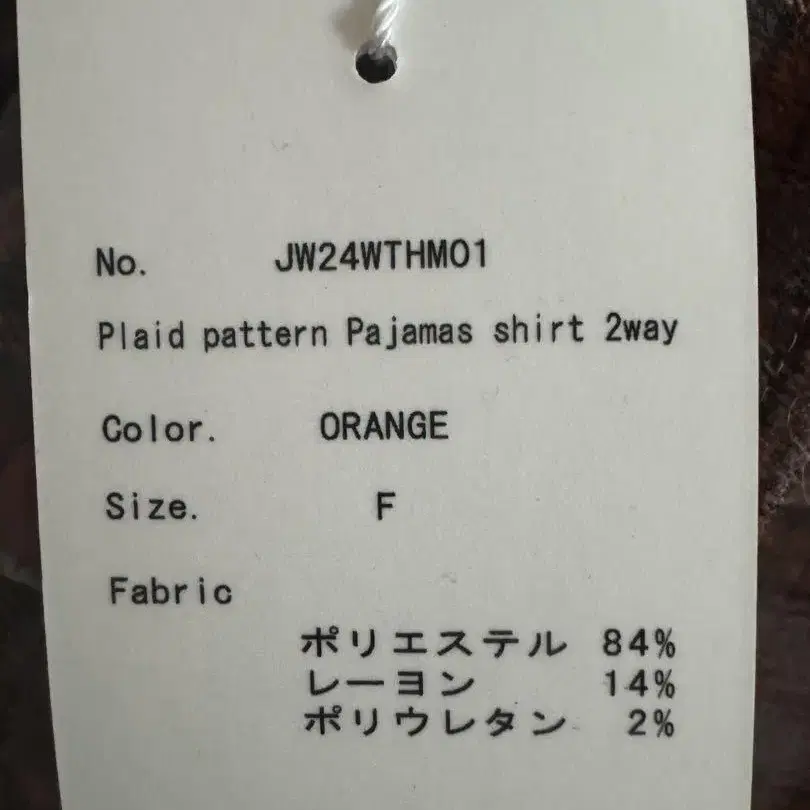 No. JW24WTHM01
Plaid pattern Pajamas shirt 2way
Color. ORANGE
Size. F
Fabric
ポリエステル 84%
レーヨン 14%
ポリウレタン 2%